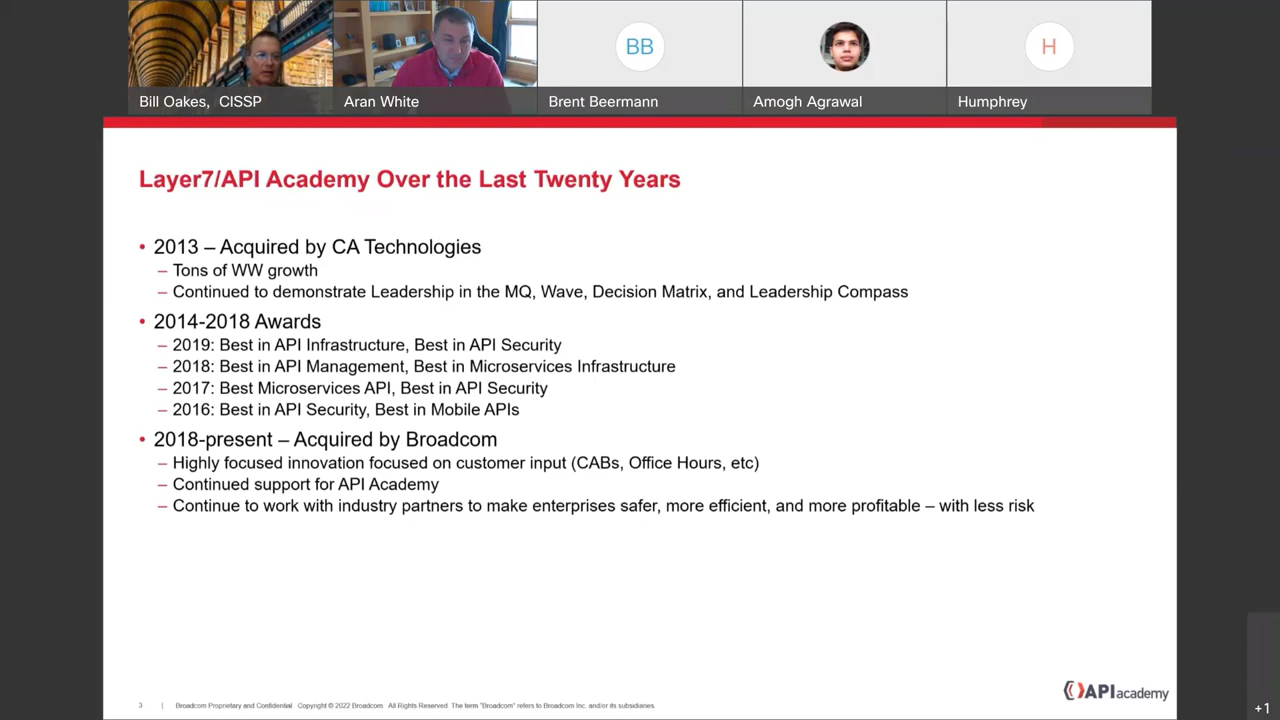 BB
H
Bill Oakes, CISSP
Aran White
Brent Beermann
Amogh Agrawal
Humphrey
Layer7/API Academy Over the Last Twenty Years
• 2013 – Acquired by CA Technologies
– Tons of WW growth
– Continued to demonstrate Leadership in the MQ, Wave, Decision Matrix, and Leadership Compass
• 2014-2018 Awards
– 2019: Best in API Infrastructure, Best in API Security
– 2018: Best in API Management, Best in Microservices Infrastructure
– 2017: Best Microservices API, Best in API Security
– 2016: Best in API Security, Best in Mobile APIs
• 2018-present – Acquired by Broadcom
– Highly focused innovation focused on customer input (CABs, Office Hours, etc)
– Continued support for API Academy
– Continue to work with industry partners to make enterprises safer, more efficient, and more profitable – with less risk
APIacademy
3 | Broadcom Proprietary and Confidential. Copyright © 2022 Broadcom. All Rights Reserved. The term "Broadcom" refers to Broadcom Inc. and/or its subsidiaries.
+1